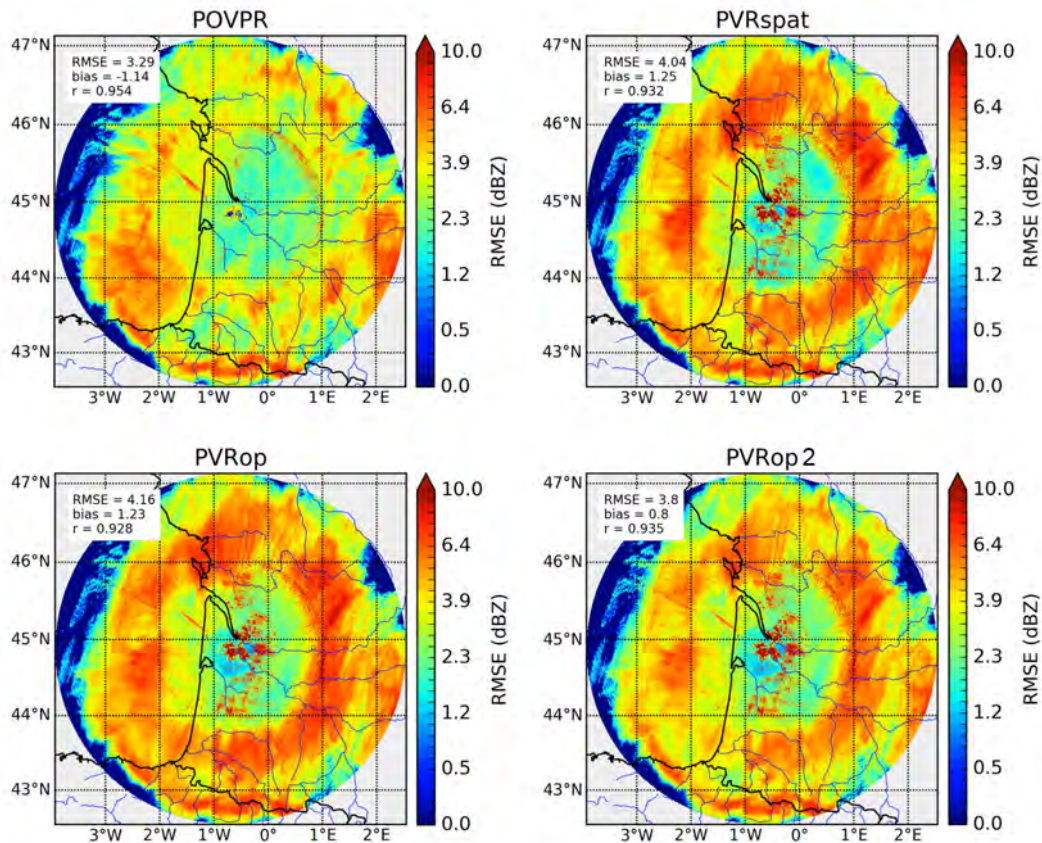 POVPR
PVRspat
47°N
46°N
45°N
44°N
43°N
3°W 2°W 1°W 0° 1°E 2°E
RMSE = 3.29
bias = -1.14
r = 0.954
10.0
6.4
3.9
2.3
1.2
0.5
0.0
RMSE (dBZ)
47°N
46°N
45°N
44°N
43°N
3°W 2°W 1°W 0° 1°E 2°E
RMSE = 4.04
bias = 1.25
r = 0.932
10.0
6.4
3.9
2.3
1.2
0.5
0.0
RMSE (dBZ)
PVRop
PVRop2
47°N
46°N
45°N
44°N
43°N
3°W 2°W 1°W 0° 1°E 2°E
RMSE = 4.16
bias = 1.23
r = 0.928
10.0
6.4
3.9
2.3
1.2
0.5
0.0
RMSE (dBZ)
47°N
46°N
45°N
44°N
43°N
3°W 2°W 1°W 0° 1°E 2°E
RMSE = 3.8
bias = 0.8
r = 0.935
10.0
6.4
3.9
2.3
1.2
0.5
0.0
RMSE (dBZ)